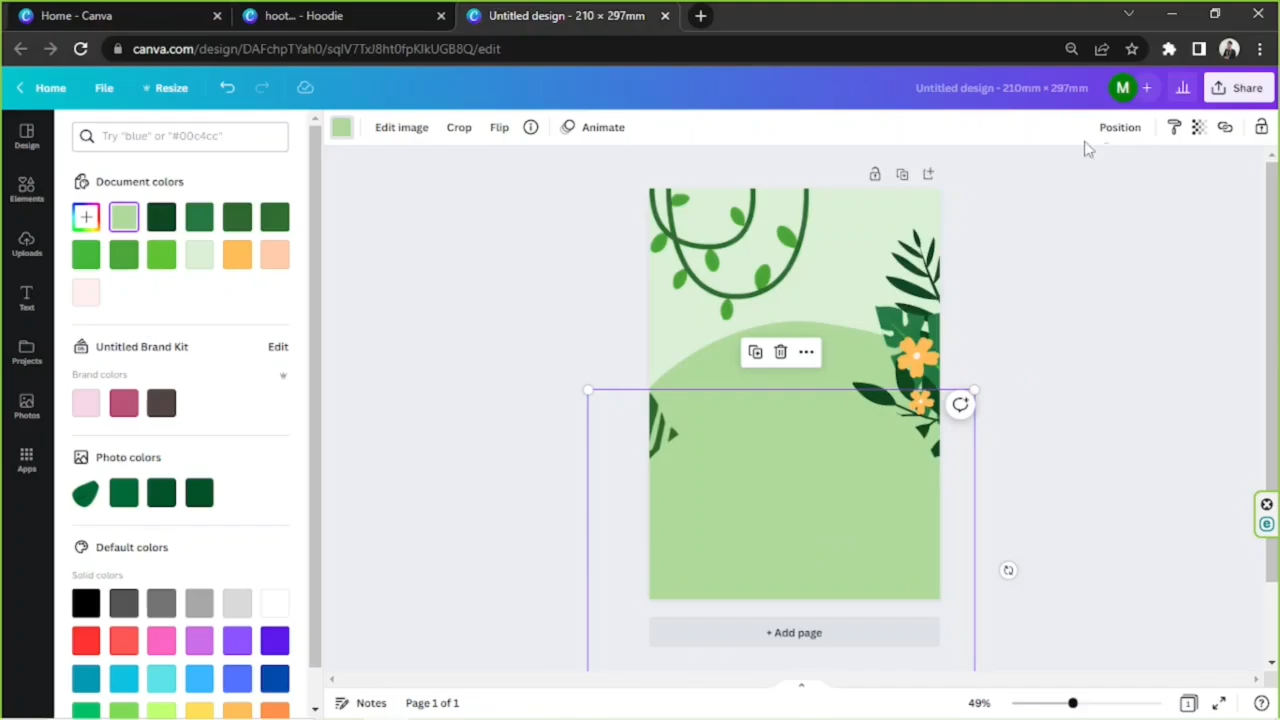 Home - Canva
hoot... - Hoodie
Untitled design - 210 × 297mm
canva.com/design/DAFchpTYah0/sqlV7TxJ8ht0fpKIkUGB8Q/edit
Home
File
Resize
Untitled design - 210mm × 297mm
M
Share
Design
Elements
Uploads
Text
Projects
Photos
Apps
Try "blue" or "#00c4cc"
Document colors
Untitled Brand Kit
Edit
Brand colors
Photo colors
Default colors
Solid colors
Edit image
Crop
Flip
Animate
Position
+ Add page
Notes
Page 1 of 1
49%
1